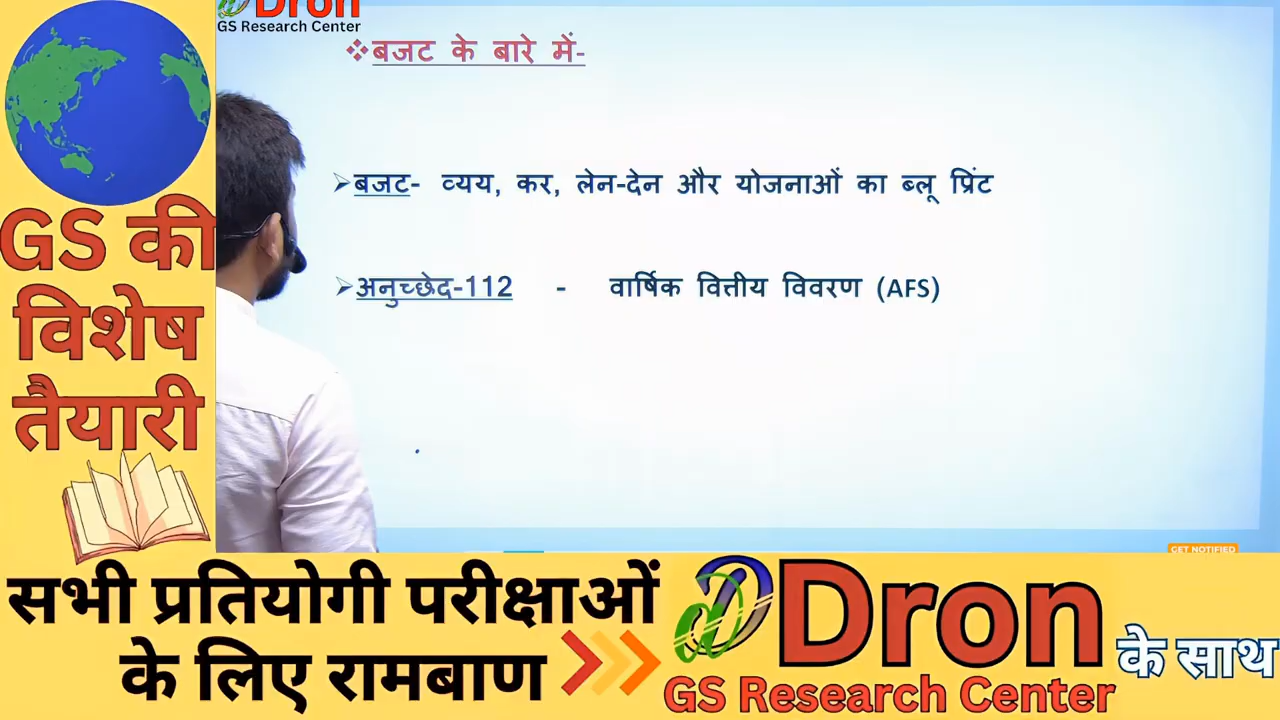 Dron
GS Research Center
❖बजट के बारे में-
➢बजट- व्यय, कर, लेन-देन और योजनाओं का ब्लू प्रिंट
➢अनुच्छेद-112 - वार्षिक वित्तीय विवरण (AFS)
GS की
विशेष
तैयारी
GET NOTIFIED
सभी प्रतियोगी परीक्षाओं
के लिए रामबाण
Dron
के साथ
GS Research Center